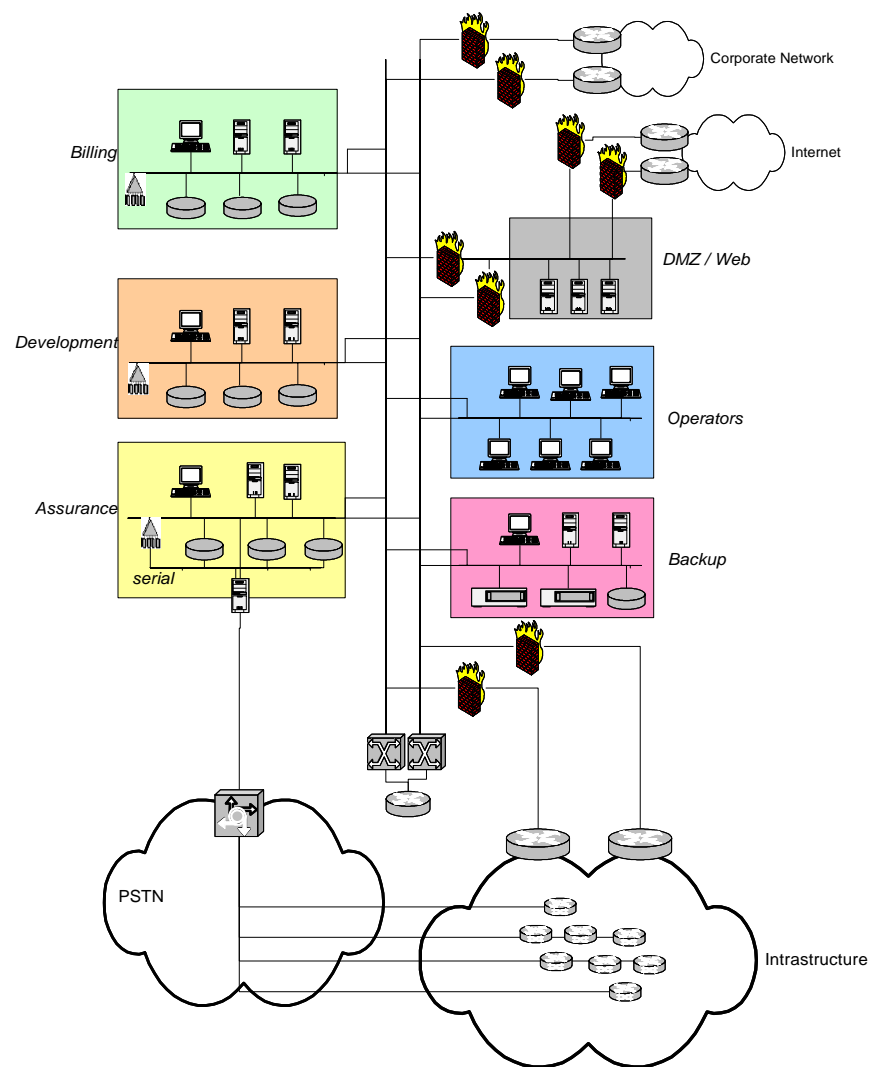 Corporate Network
Billing
Internet
DMZ / Web
Development
Operators
Assurance
Backup
serial
PSTN
Intrastructure